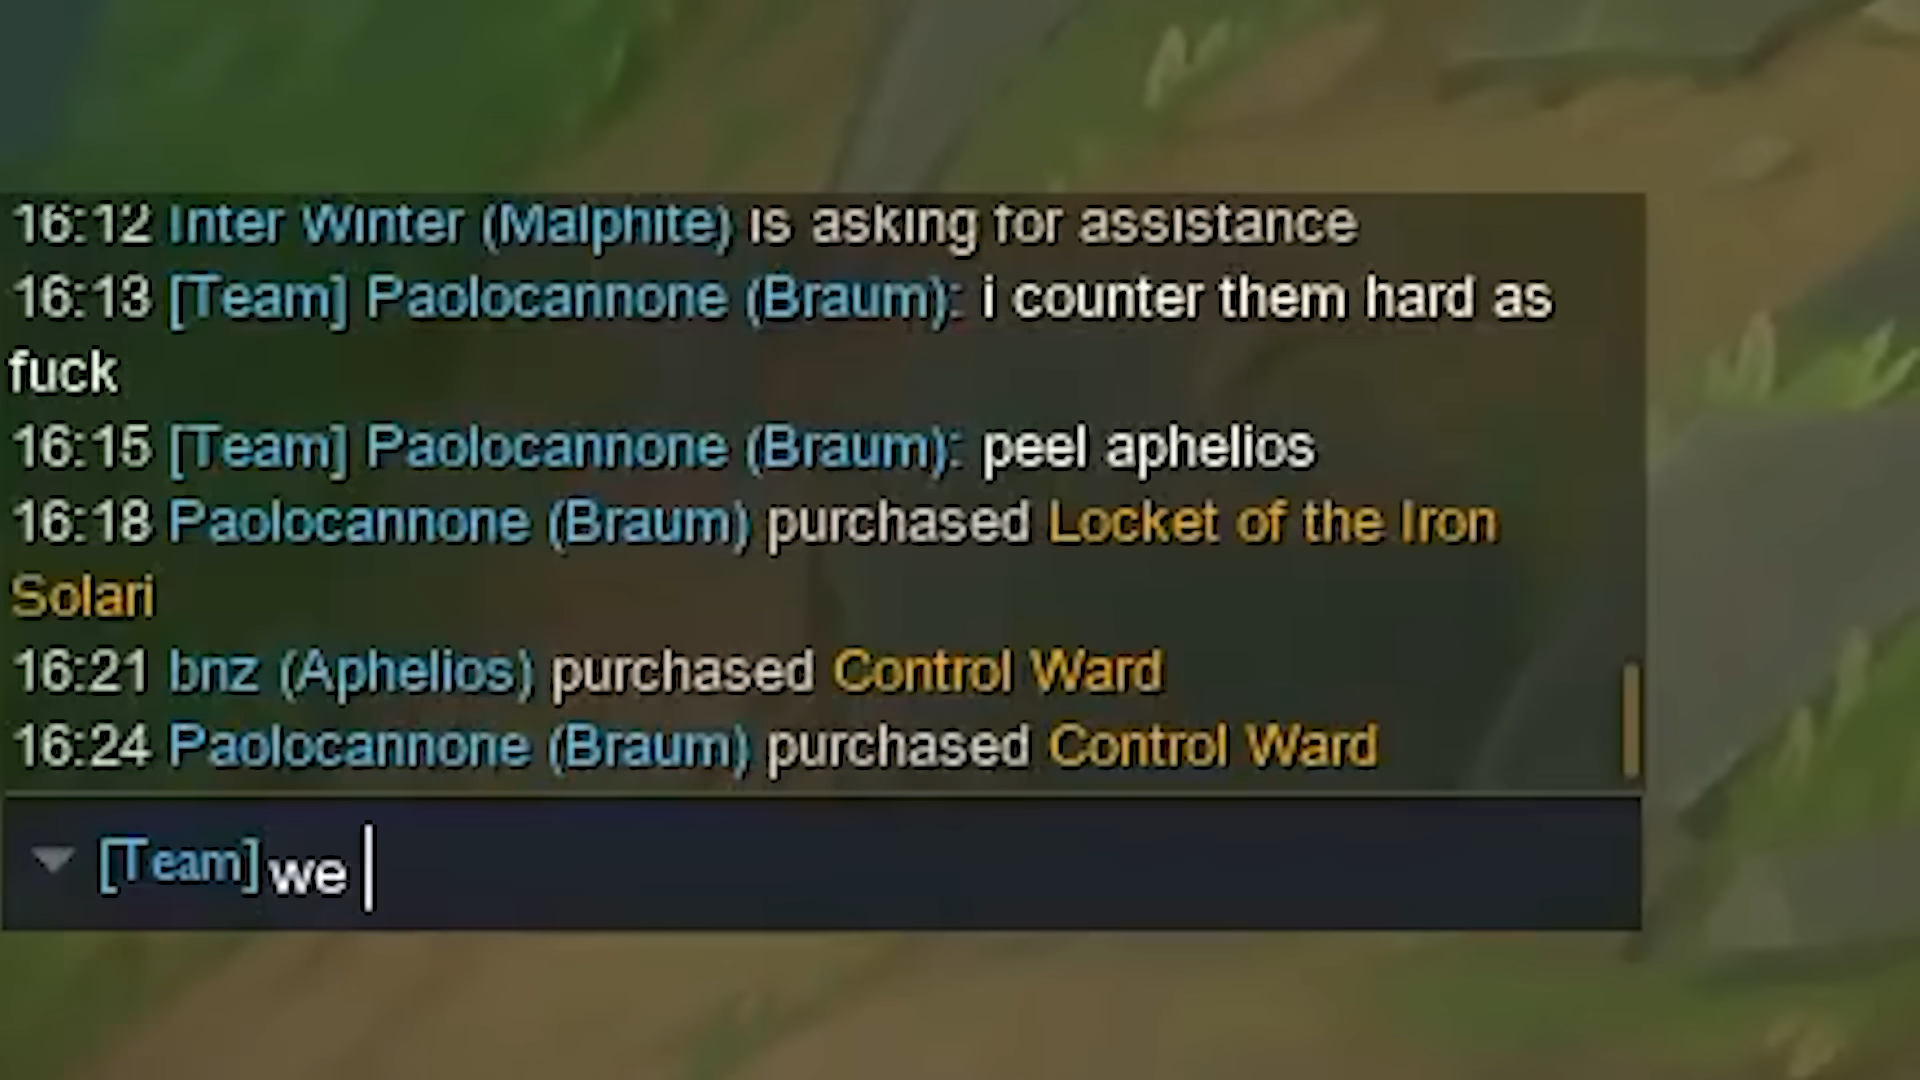 16:12 Inter Winter (Malphite) is asking for assistance
16:13 [Team] Paolocannone (Braum): i counter them hard as
fuck
16:15 [Team] Paolocannone (Braum): peel aphelios
16:18 Paolocannone (Braum) purchased Locket of the Iron
Solari
16:21 bnz (Aphelios) purchased Control Ward
16:24 Paolocannone (Braum) purchased Control Ward
[Team] we